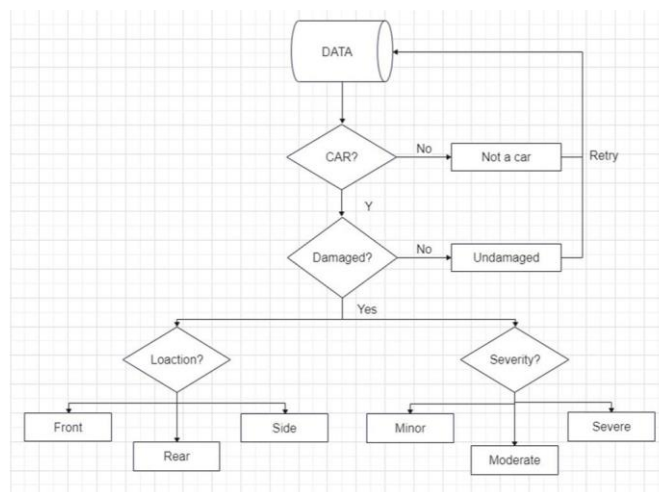 DATA
CAR?
No
Not a car
Retry
Y
Damaged?
No
Undamaged
Yes
Loaction?
Severity?
Front
Rear
Side
Minor
Moderate
Severe